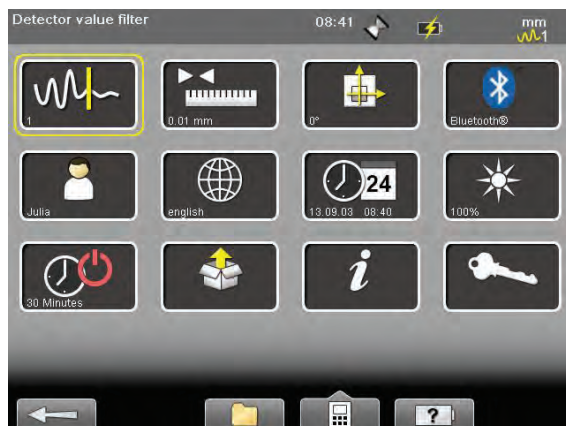 Detector value filter 08:41 mm
1
1 0.01 mm 0° Bluetooth®
24
Julia english 13.09.03 08:40 100%
30 Minutes i
?